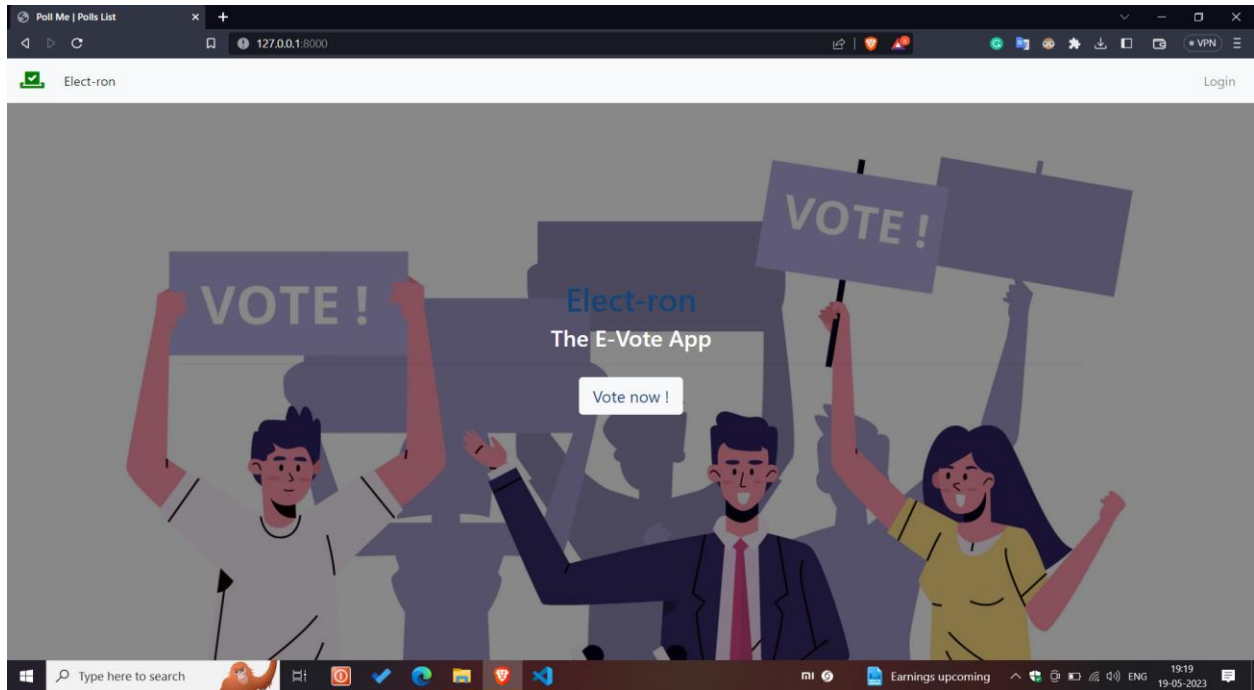 Poll Me | Polls List
127.0.0.1:8000
VPN
Elect-ron
Login
VOTE !
VOTE !
Elect-ron
The E-Vote App
Vote now !
Type here to search
Earnings upcoming
ENG
19:19
19-05-2023